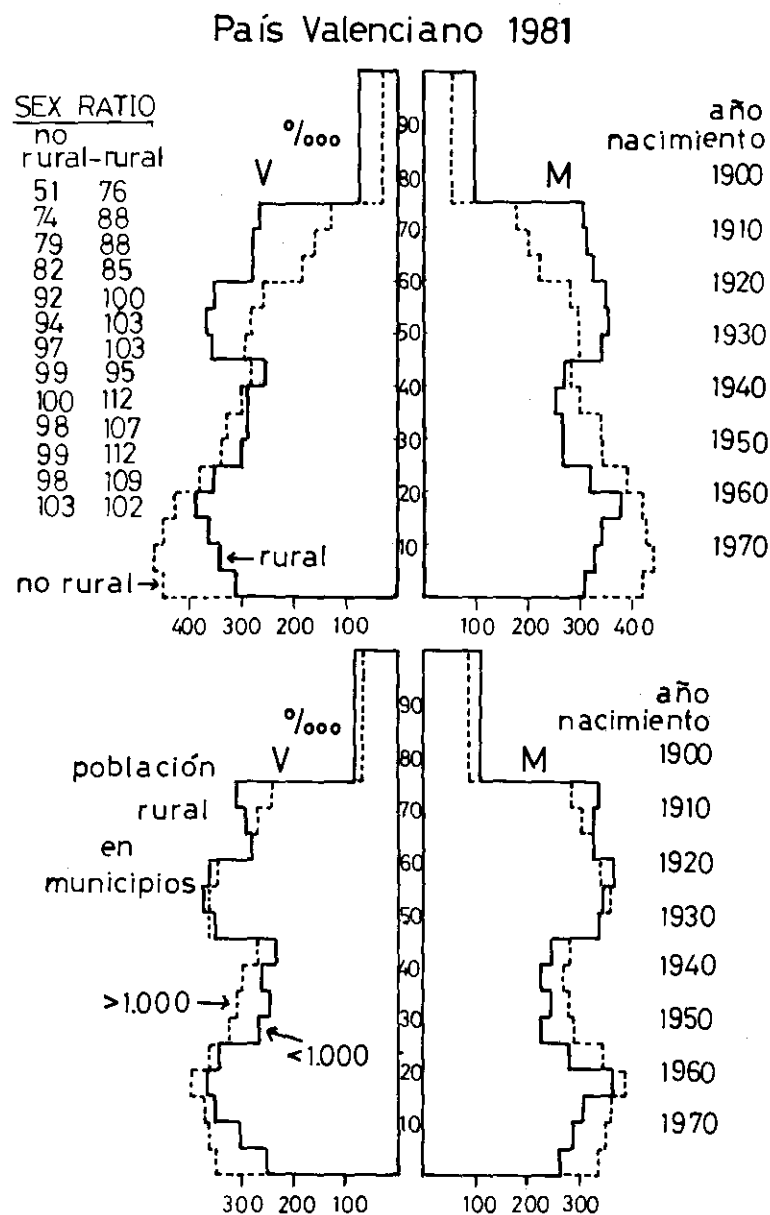 País Valenciano 1981
SEX RATIO
no
rural-rural
51 76
74 88
79 88
82 85
92 100
94 103
97 103
99 95
100 112
98 107
99 112
98 109
103 102
%ooo
V
M
año
nacimiento
1900
1910
1920
1930
1940
1950
1960
1970
90
80
70
60
50
40
30
20
10
rural
no rural
400 300 200 100
100 200 300 400
%ooo
V
M
año
nacimiento
población
rural
en
municipios
>1.000
<1.000
1900
1910
1920
1930
1940
1950
1960
1970
90
80
70
60
50
40
30
20
10
300 200 100
100 200 300